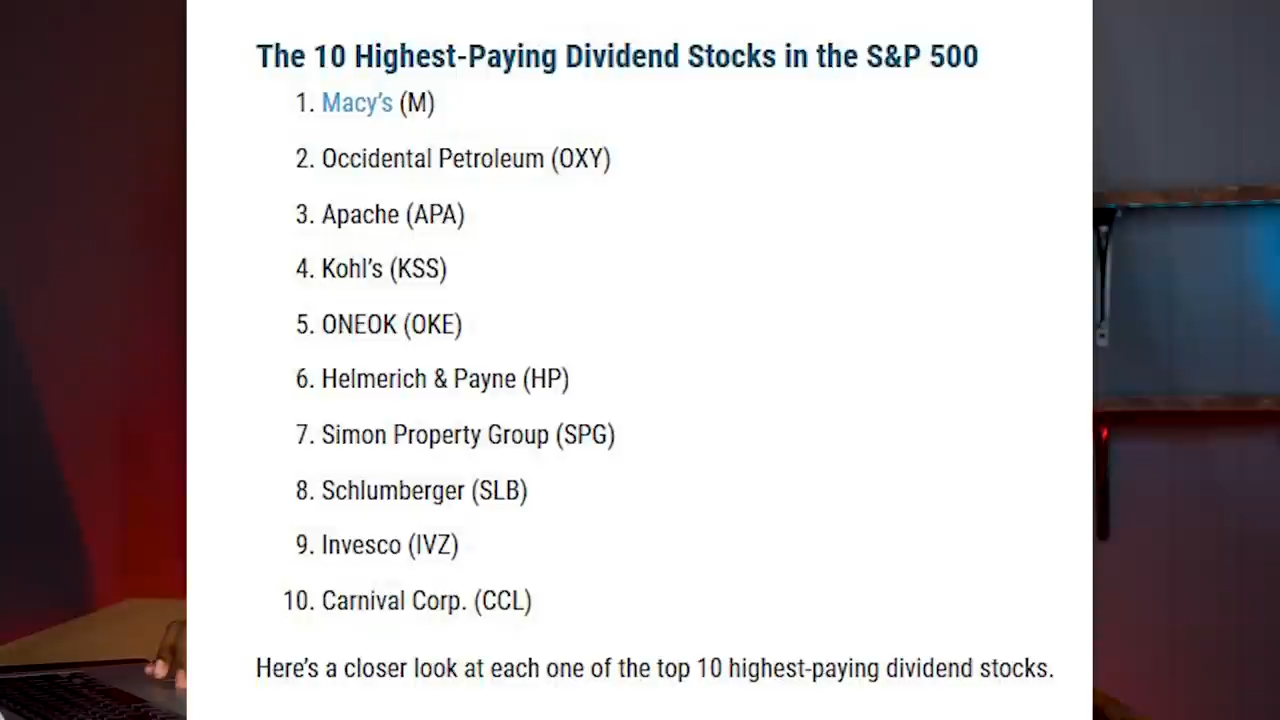 The 10 Highest-Paying Dividend Stocks in the S&P 500
1. Macy's (M)
2. Occidental Petroleum (OXY)
3. Apache (APA)
4. Kohl's (KSS)
5. ONEOK (OKE)
6. Helmerich & Payne (HP)
7. Simon Property Group (SPG)
8. Schlumberger (SLB)
9. Invesco (IVZ)
10. Carnival Corp. (CCL)
Here's a closer look at each one of the top 10 highest-paying dividend stocks.